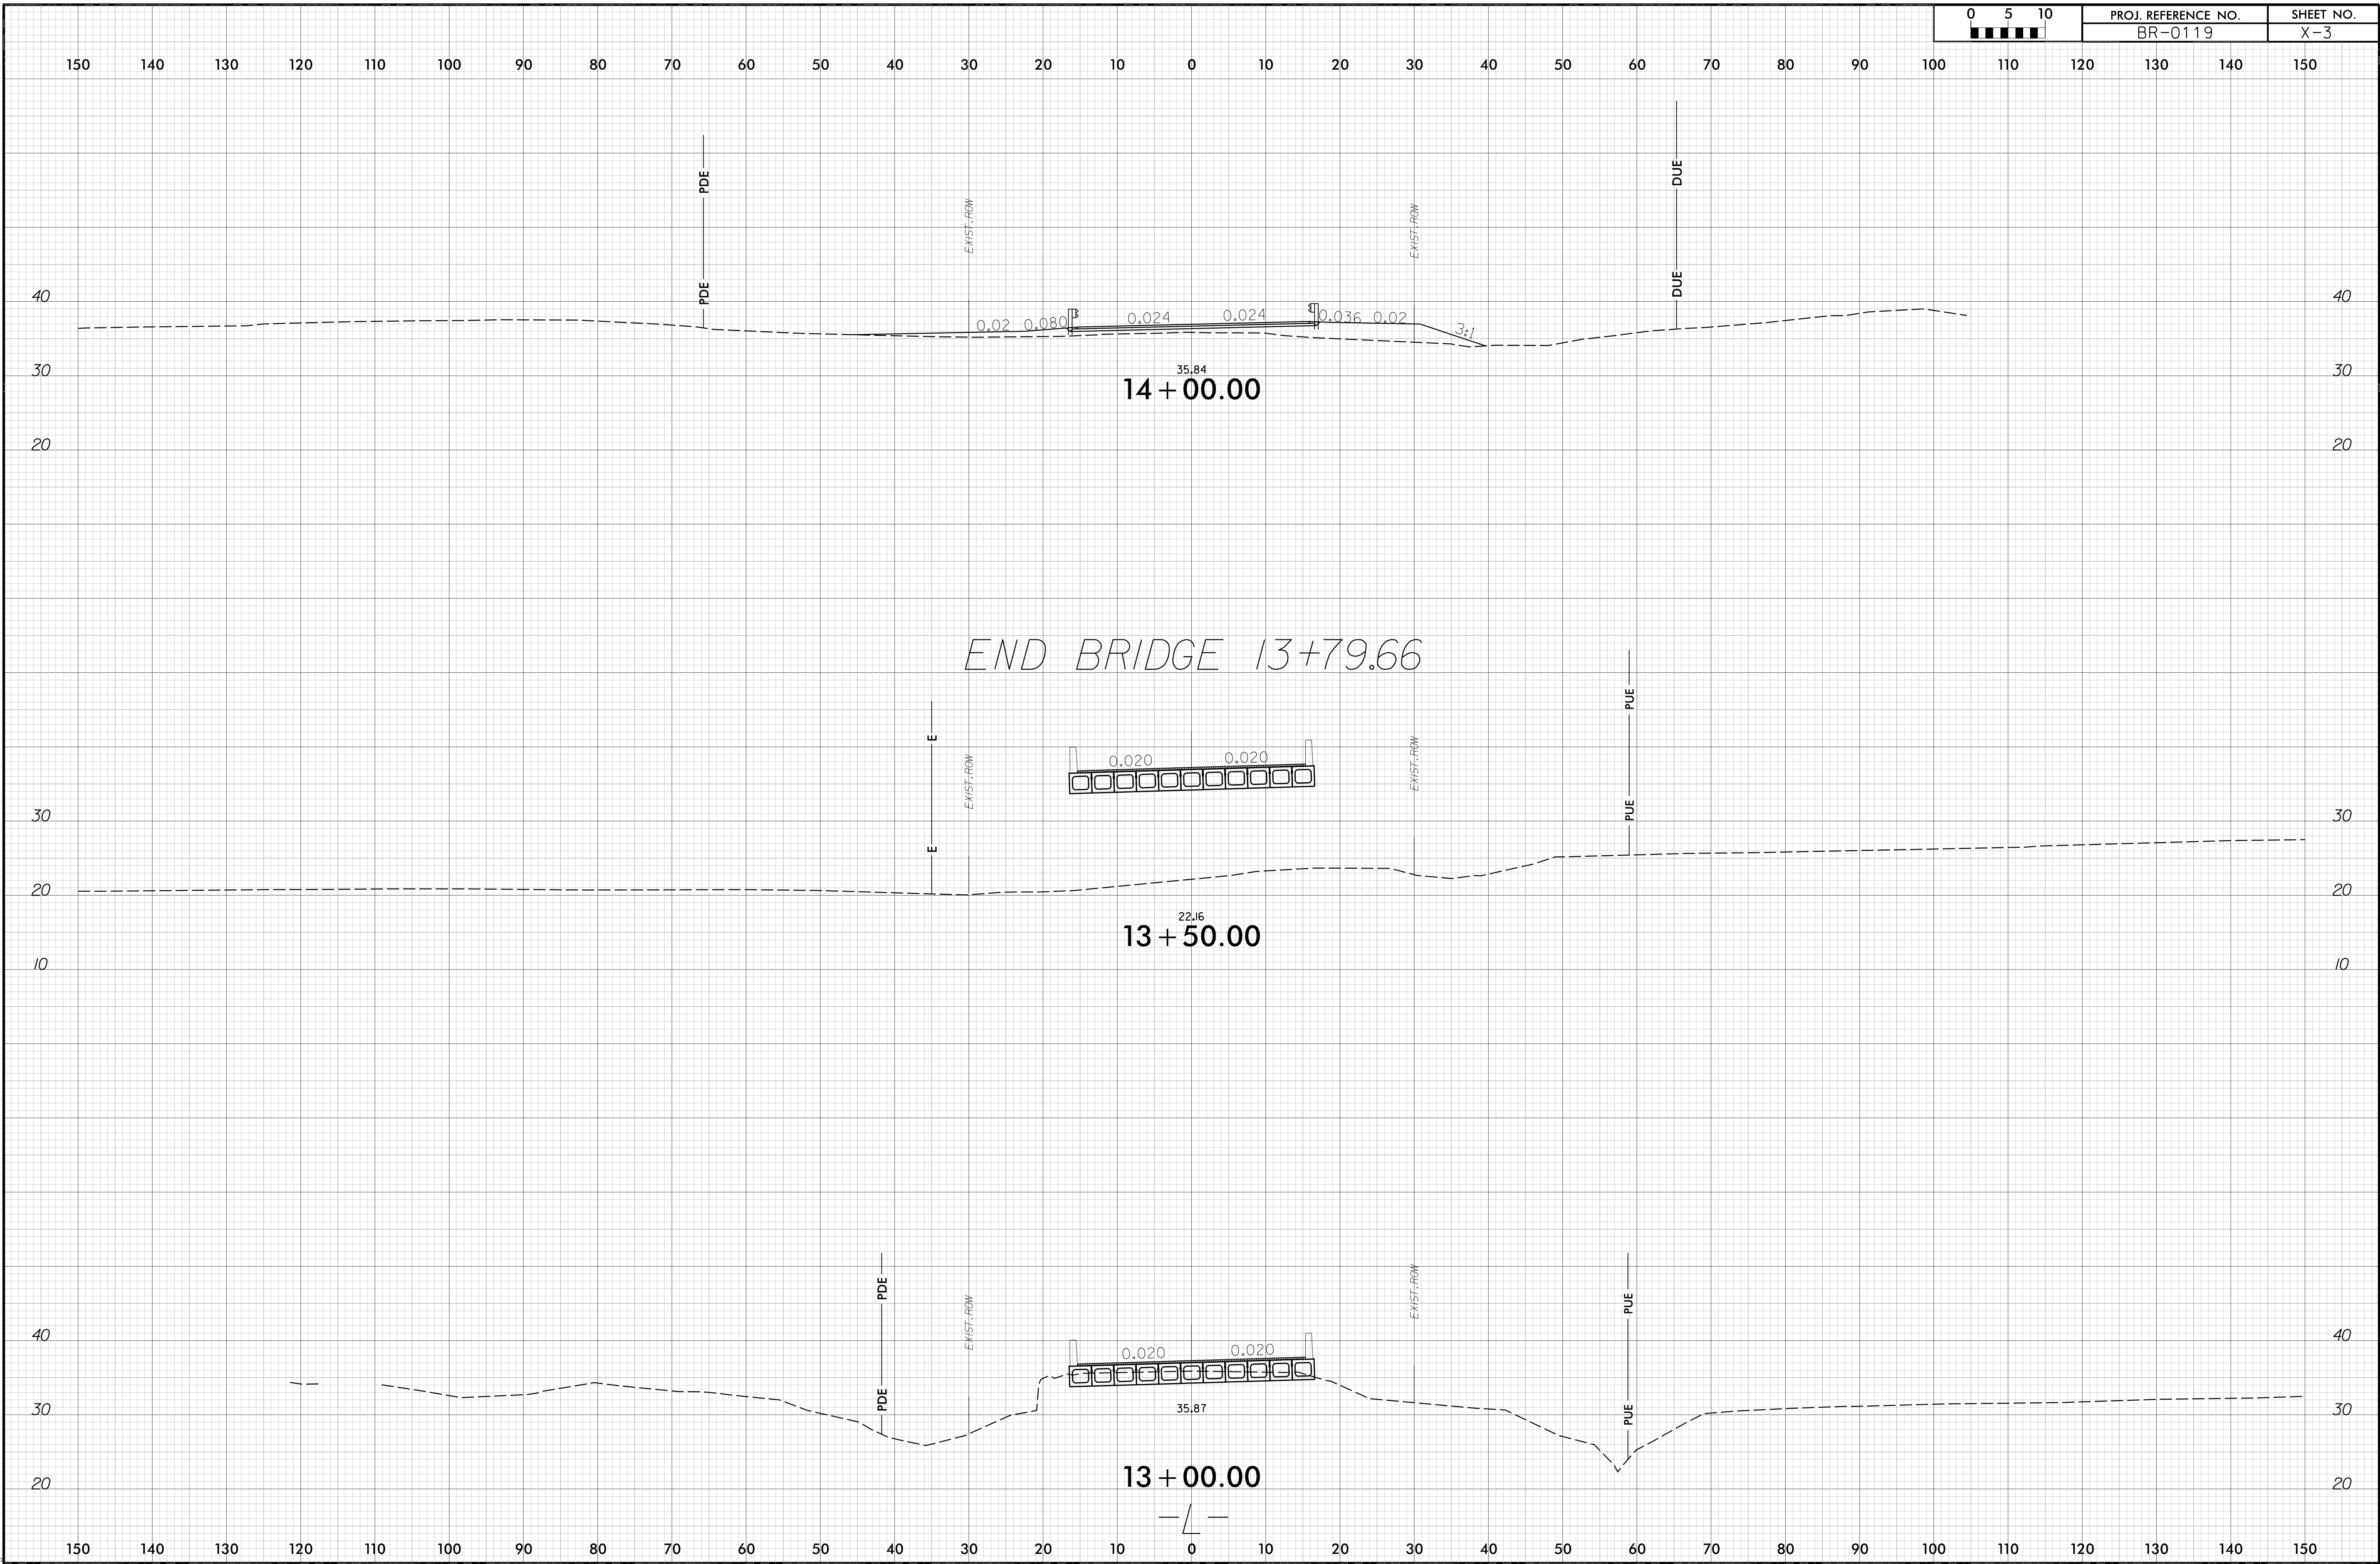 0 5 10
PROJ. REFERENCE NO. SHEET NO.
BR-0119 X-3
150 140 130 120 110 100 90 80 70 60 50 40 30 20 10 0 10 20 30 40 50 60 70 80 90 100 110 120 130 140 150
PDE DUE
EXIST.ROW EXIST.ROW
PDE DUE
40 40
0.02 0.080 0.024 0.024 0.036 0.02 3:1
30 30
35.84
14+00.00
20 20
END BRIDGE 13+79.66
E PUE
EXIST.ROW EXIST.ROW
0.020 0.020
30 PUE 30
E
20 20
22.16
13+50.00
10 10
PDE PUE
EXIST.ROW EXIST.ROW
40 40
0.020 0.020
PDE PUE
30 30
35.87
13+00.00
20 20
-L-
150 140 130 120 110 100 90 80 70 60 50 40 30 20 10 0 10 20 30 40 50 60 70 80 90 100 110 120 130 140 150